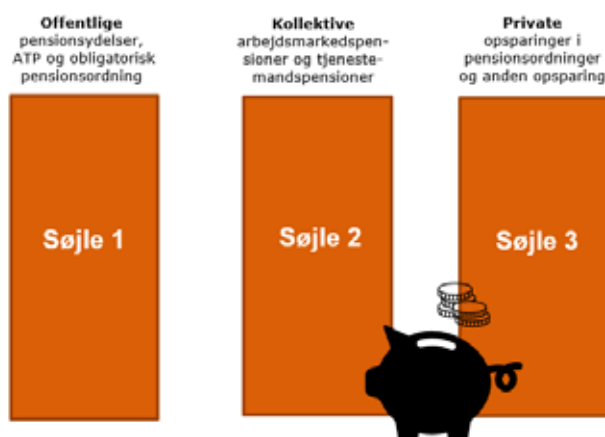 Offentlige
pensionsydelser,
ATP og obligatorisk
pensionsordning
Kollektive
arbejdsmarkedspen-
sioner og tjeneste-
mandspensioner
Private
opsparinger i
pensionsordninger
og anden opsparing
Søjle 1
Søjle 2
Søjle 3